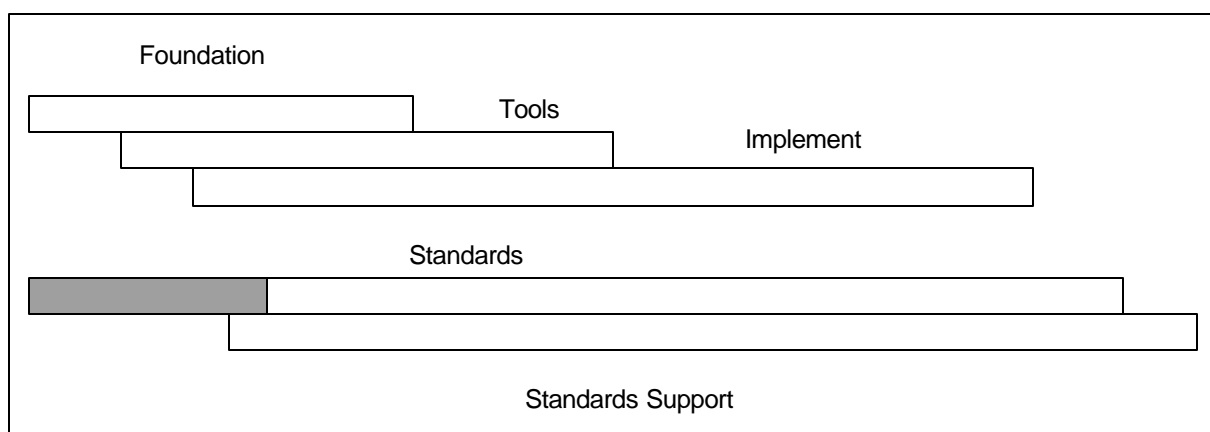 Foundation
Tools
Implement
Standards
Standards Support